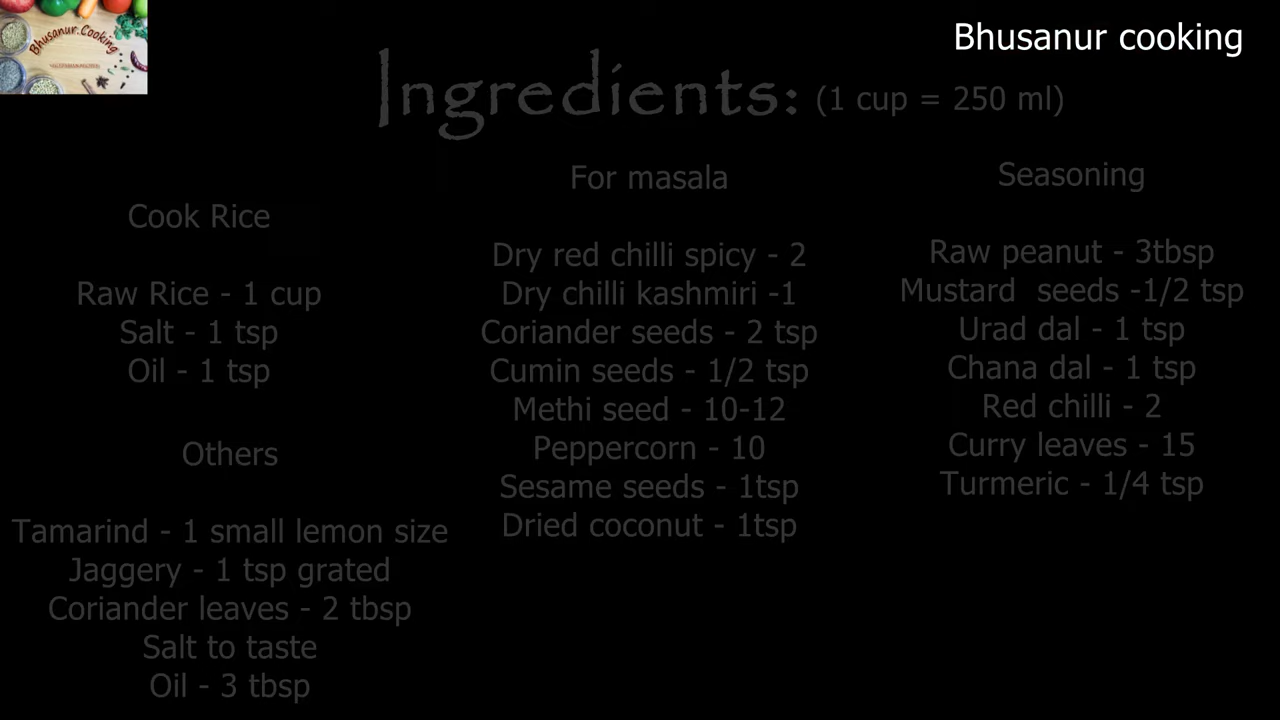 Bhusanur.Cooking
Bhusanur cooking
Ingredients: (1 cup = 250 ml)
Cook Rice
Raw Rice - 1 cup
Salt - 1 tsp
Oil - 1 tsp
Others
Tamarind - 1 small lemon size
Jaggery - 1 tsp grated
Coriander leaves - 2 tbsp
Salt to taste
Oil - 3 tbsp
For masala
Dry red chilli spicy - 2
Dry chilli kashmiri -1
Coriander seeds - 2 tsp
Cumin seeds - 1/2 tsp
Methi seed - 10-12
Peppercorn - 10
Sesame seeds - 1tsp
Dried coconut - 1tsp
Seasoning
Raw peanut - 3tbsp
Mustard  seeds -1/2 tsp
Urad dal - 1 tsp
Chana dal - 1 tsp
Red chilli - 2
Curry leaves - 15
Turmeric - 1/4 tsp